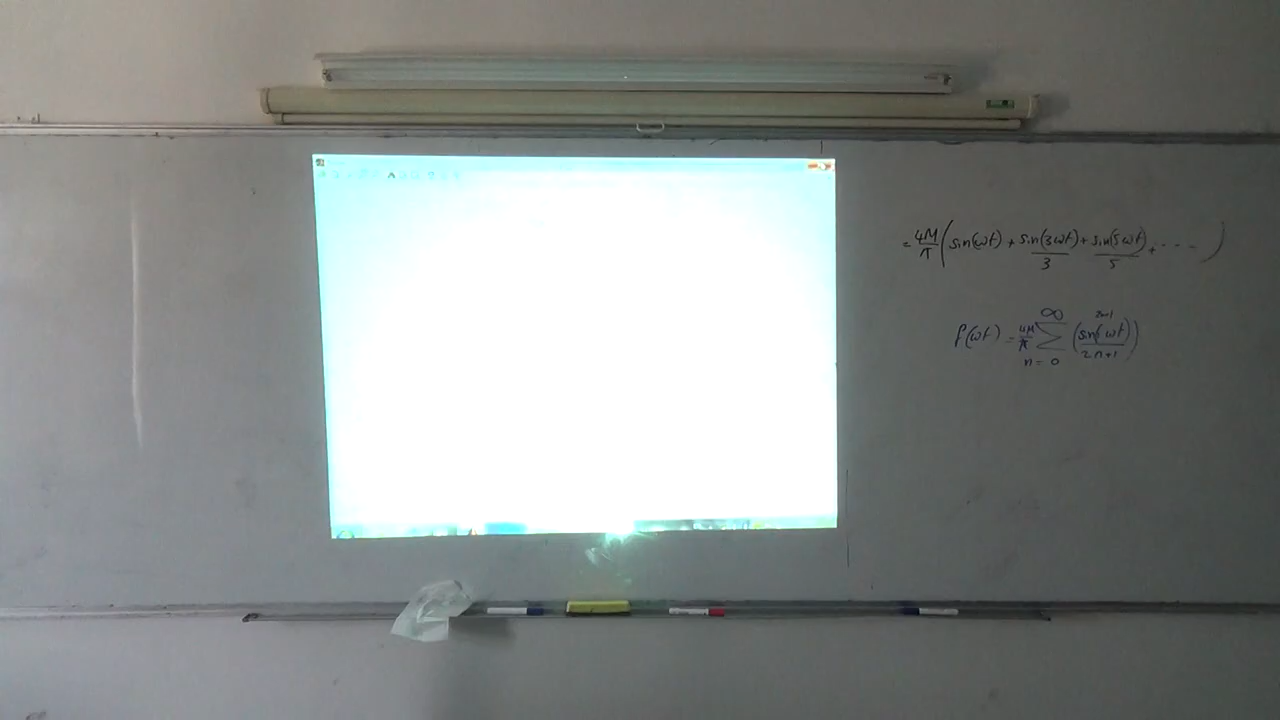 = 4M/π ( sin(ωt) + sin(3ωt)/3 + sin(5ωt)/5 + ... )
f(ωt) = 4M/π ∑_{n=0}^{∞} ( sin(2n+1 ωt)/2n+1 )